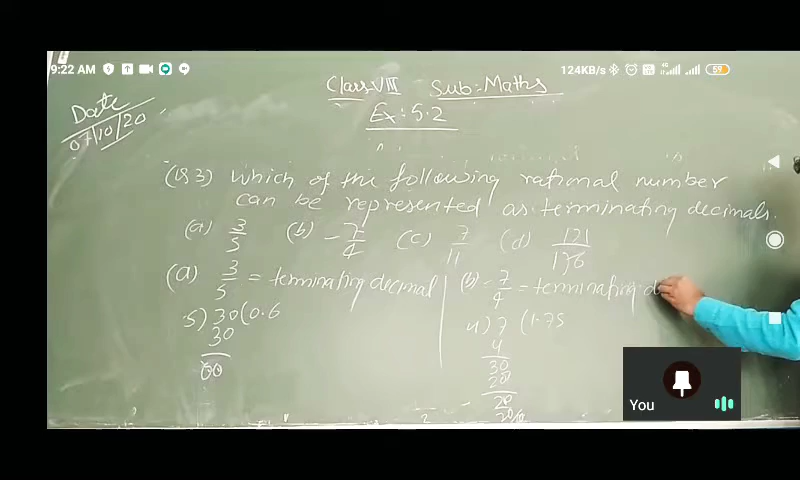 9:22 AM 124KB/s 4G 59
Class-VIII Sub:- Maths
Date
07/10/20
Ex:5.2
(Q3) Which of the following rational number
can be represented as terminating decimals.
(a) 3/5 (b) -7/4 (c) 7/11 (d) 121/176
(a) 3/5 = terminating decimal
5)30(0.6
30
00
(b) -7/4 = terminating d
4)7(1.75
4
30
28
20
20
You